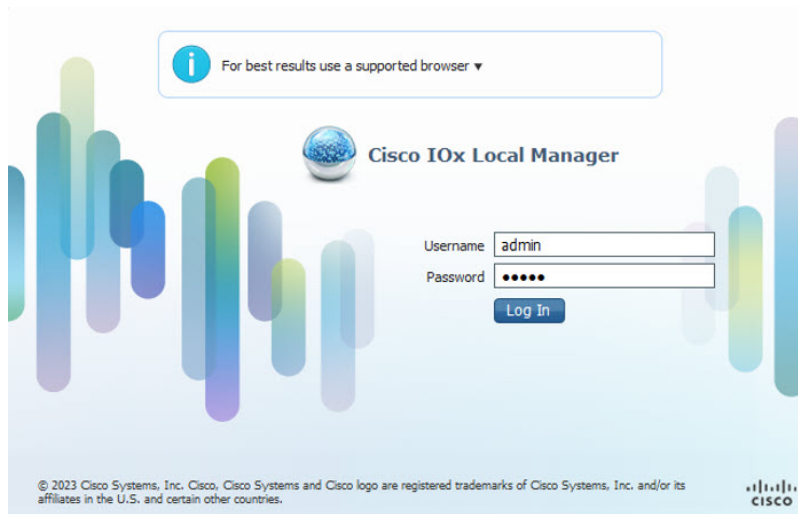 For best results use a supported browser ▼
Cisco IOx Local Manager
Username admin
Password •••••
Log In
© 2023 Cisco Systems, Inc. Cisco, Cisco Systems and Cisco logo are registered trademarks of Cisco Systems, Inc. and/or its
affiliates in the U.S. and certain other countries.
CISCO